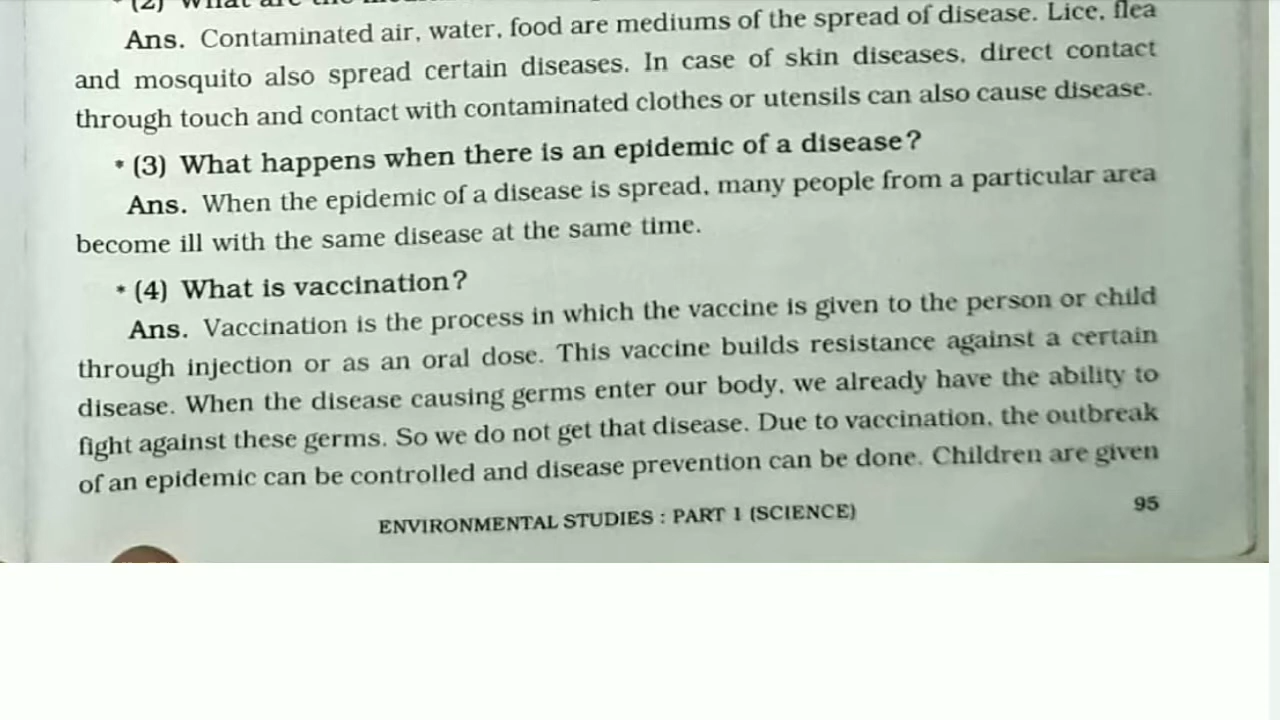 (2) What are the
Ans. Contaminated air, water, food are mediums of the spread of disease. Lice, flea
and mosquito also spread certain diseases. In case of skin diseases, direct contact
through touch and contact with contaminated clothes or utensils can also cause disease.
* (3) What happens when there is an epidemic of a disease?
Ans. When the epidemic of a disease is spread, many people from a particular area
become ill with the same disease at the same time.
* (4) What is vaccination?
Ans. Vaccination is the process in which the vaccine is given to the person or child
through injection or as an oral dose. This vaccine builds resistance against a certain
disease. When the disease causing germs enter our body, we already have the ability to
fight against these germs. So we do not get that disease. Due to vaccination, the outbreak
of an epidemic can be controlled and disease prevention can be done. Children are given
ENVIRONMENTAL STUDIES : PART 1 (SCIENCE)
95